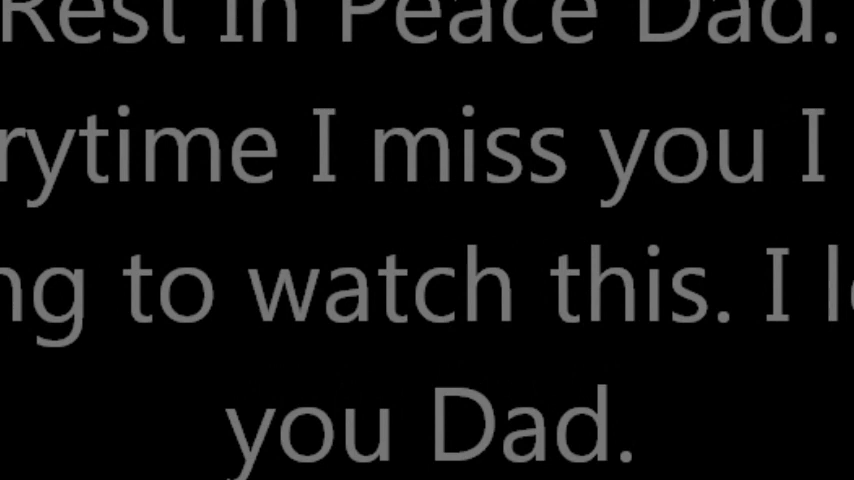 Rest In Peace Dad.
rytime I miss you I
ng to watch this. I l
you Dad.